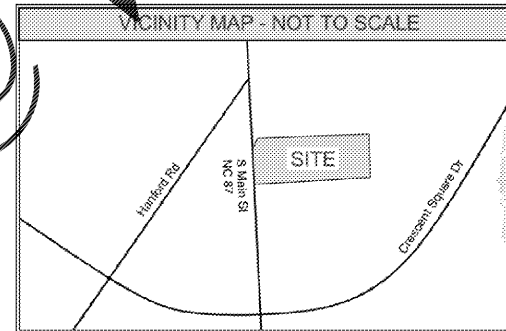 VICINITY MAP - NOT TO SCALE
SITE
Hanford Rd
S Main St
NC 87
Crescent Square Dr